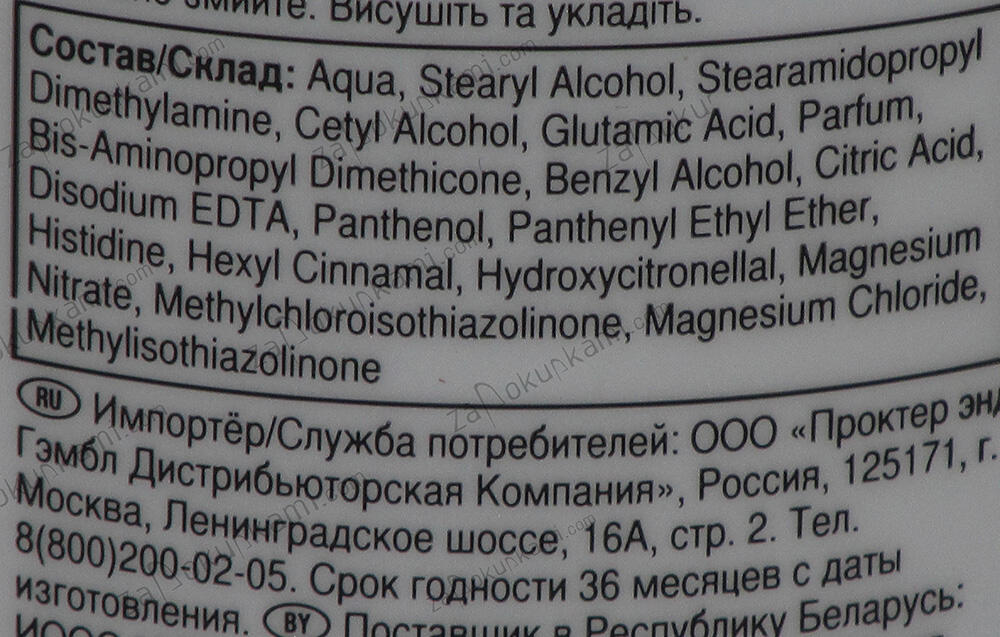 змийте. Висушіть та укладіть.
Состав/Склад: Aqua, Stearyl Alcohol, Stearamidopropyl
Dimethylamine, Cetyl Alcohol, Glutamic Acid, Parfum,
Bis-Aminopropyl Dimethicone, Benzyl Alcohol, Citric Acid,
Disodium EDTA, Panthenol, Panthenyl Ethyl Ether,
Histidine, Hexyl Cinnamal, Hydroxycitronellal, Magnesium
Nitrate, Methylchloroisothiazolinone, Magnesium Chloride,
Methylisothiazolinone
RU Импортёр/Служба потребителей: ООО «Проктер энд
Гэмбл Дистрибьюторская Компания», Россия, 125171, г.
Москва, Ленинградское шоссе, 16А, стр. 2. Тел.
8(800)200-02-05. Срок годности 36 месяцев с даты
изготовления. BY Поставщик в Республику Беларусь: